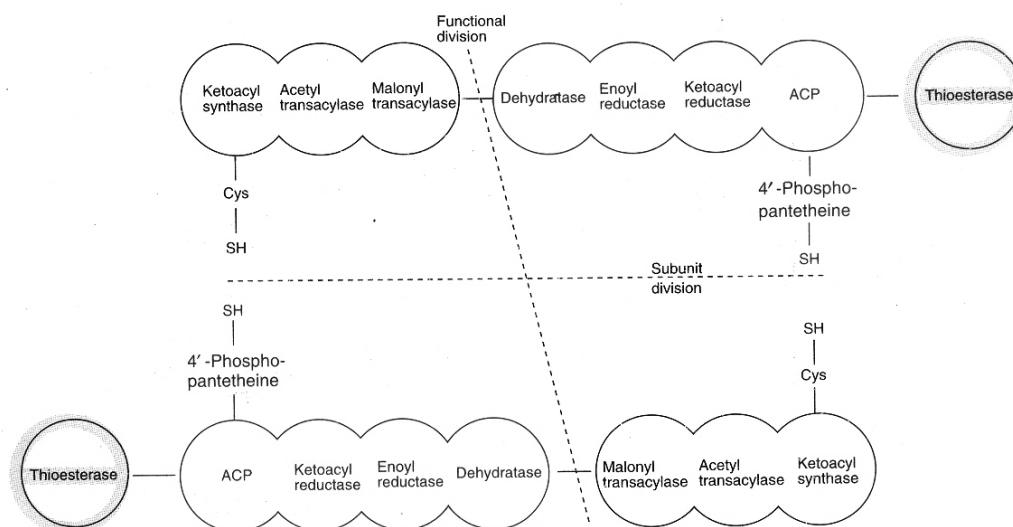 Functional
division
Ketoacyl
synthase
Acetyl
transacylase
Malonyl
transacylase
Dehydratase
Enoyl
reductase
Ketoacyl
reductase
ACP
Thioesterase
Cys
SH
4′-Phospho-
pantetheine
SH
Subunit
division
SH
4′-Phospho-
pantetheine
SH
Cys
Thioesterase
ACP
Ketoacyl
reductase
Enoyl
reductase
Dehydratase
Malonyl
transacylase
Acetyl
transacylase
Ketoacyl
synthase